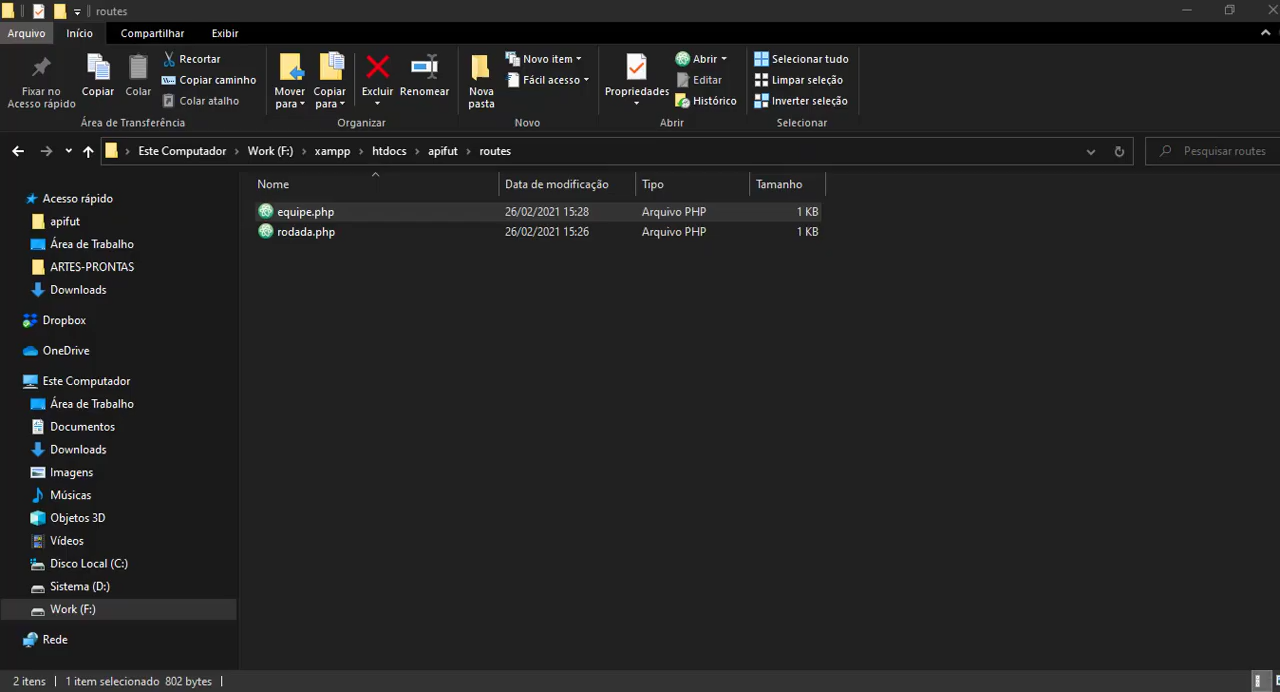 routes
Arquivo Início Compartilhar Exibir
Fixar no Acesso rápido
Copiar
Colar
Recortar
Copiar caminho
Colar atalho
Área de Transferência
Mover para
Copiar para
Excluir
Renomear
Organizar
Nova pasta
Novo item
Fácil acesso
Novo
Propriedades
Abrir
Editar
Histórico
Abrir
Selecionar tudo
Limpar seleção
Inverter seleção
Selecionar
Este Computador › Work (F:) › xampp › htdocs › apifut › routes
Pesquisar routes
Acesso rápido
apifut
Área de Trabalho
ARTES-PRONTAS
Downloads
Dropbox
OneDrive
Este Computador
Área de Trabalho
Documentos
Downloads
Imagens
Músicas
Objetos 3D
Vídeos
Disco Local (C:)
Sistema (D:)
Work (F:)
Rede
Nome Data de modificação Tipo Tamanho
equipe.php 26/02/2021 15:28 Arquivo PHP 1 KB
rodada.php 26/02/2021 15:26 Arquivo PHP 1 KB
2 itens 1 item selecionado 802 bytes